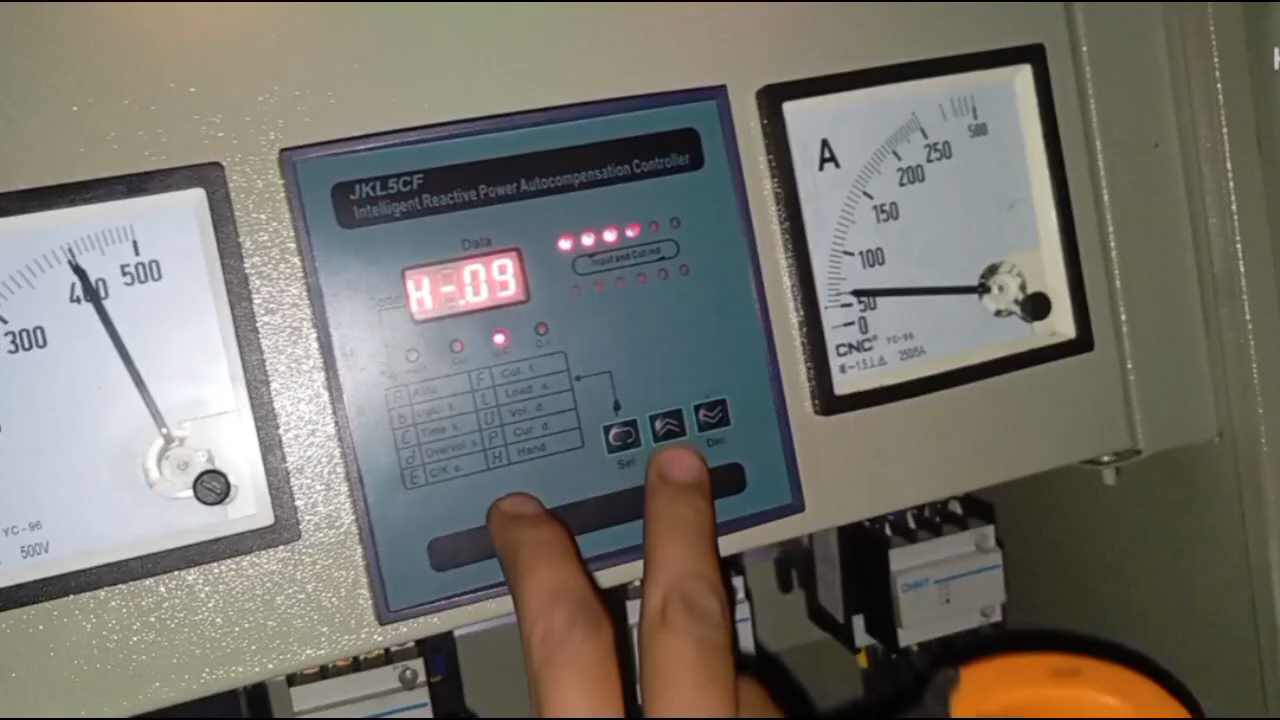 300
400
500
YC-96
500V
JKL5CF
Intelligent Reactive Power Autocompensation Controller
Data
H-.09
Input and Cut ind
A Auto F Cut. t.
b Input t. L Load s.
C Time s. U Vol. d
d Overvol s. P Cur d
E C/K s. H Hand
Sel
Dec.
A
500
250
200
150
100
50
0
CNC® YC-96
250/5A
CHNT